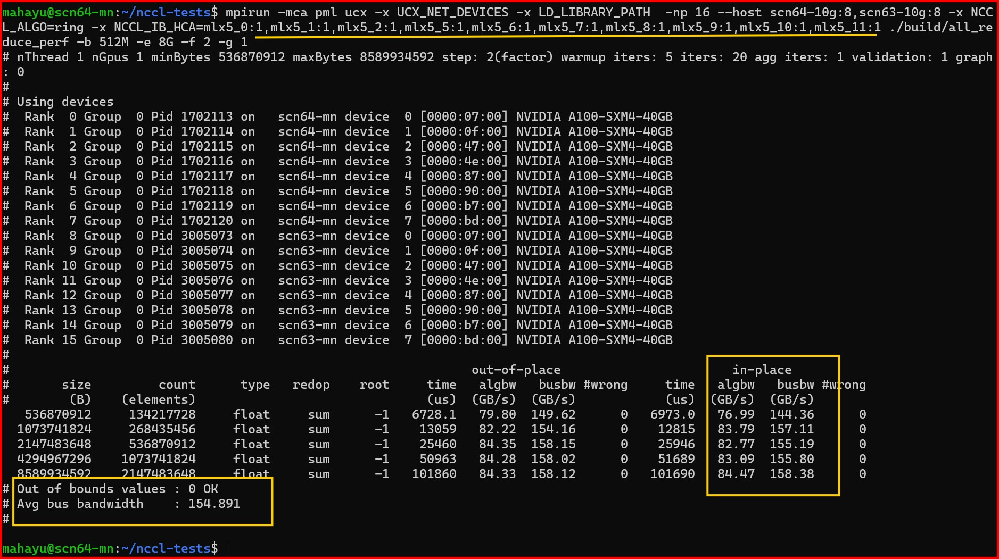 mahayu@scn64-mn:~/nccl-tests$ mpirun -mca pml ucx -x UCX_NET_DEVICES -x LD_LIBRARY_PATH  -np 16 --host scn64-10g:8,scn63-10g:8 -x NCC
L_ALGO=ring -x NCCL_IB_HCA=mlx5_0:1,mlx5_1:1,mlx5_2:1,mlx5_5:1,mlx5_6:1,mlx5_7:1,mlx5_8:1,mlx5_9:1,mlx5_10:1,mlx5_11:1 ./build/all_re
duce_perf -b 512M -e 8G -f 2 -g 1
# nThread 1 nGpus 1 minBytes 536870912 maxBytes 8589934592 step: 2(factor) warmup iters: 5 iters: 20 agg iters: 1 validation: 1 graph
: 0
#
# Using devices
#  Rank  0 Group  0 Pid 1702113 on   scn64-mn device  0 [0000:07:00] NVIDIA A100-SXM4-40GB
#  Rank  1 Group  0 Pid 1702114 on   scn64-mn device  1 [0000:0f:00] NVIDIA A100-SXM4-40GB
#  Rank  2 Group  0 Pid 1702115 on   scn64-mn device  2 [0000:47:00] NVIDIA A100-SXM4-40GB
#  Rank  3 Group  0 Pid 1702116 on   scn64-mn device  3 [0000:4e:00] NVIDIA A100-SXM4-40GB
#  Rank  4 Group  0 Pid 1702117 on   scn64-mn device  4 [0000:87:00] NVIDIA A100-SXM4-40GB
#  Rank  5 Group  0 Pid 1702118 on   scn64-mn device  5 [0000:90:00] NVIDIA A100-SXM4-40GB
#  Rank  6 Group  0 Pid 1702119 on   scn64-mn device  6 [0000:b7:00] NVIDIA A100-SXM4-40GB
#  Rank  7 Group  0 Pid 1702120 on   scn64-mn device  7 [0000:bd:00] NVIDIA A100-SXM4-40GB
#  Rank  8 Group  0 Pid 3005073 on   scn63-mn device  0 [0000:07:00] NVIDIA A100-SXM4-40GB
#  Rank  9 Group  0 Pid 3005074 on   scn63-mn device  1 [0000:0f:00] NVIDIA A100-SXM4-40GB
#  Rank 10 Group  0 Pid 3005075 on   scn63-mn device  2 [0000:47:00] NVIDIA A100-SXM4-40GB
#  Rank 11 Group  0 Pid 3005076 on   scn63-mn device  3 [0000:4e:00] NVIDIA A100-SXM4-40GB
#  Rank 12 Group  0 Pid 3005077 on   scn63-mn device  4 [0000:87:00] NVIDIA A100-SXM4-40GB
#  Rank 13 Group  0 Pid 3005078 on   scn63-mn device  5 [0000:90:00] NVIDIA A100-SXM4-40GB
#  Rank 14 Group  0 Pid 3005079 on   scn63-mn device  6 [0000:b7:00] NVIDIA A100-SXM4-40GB
#  Rank 15 Group  0 Pid 3005080 on   scn63-mn device  7 [0000:bd:00] NVIDIA A100-SXM4-40GB
#
#                                                              out-of-place                       in-place
#       size         count      type   redop    root     time   algbw   busbw #wrong     time   algbw   busbw #wrong
#        (B)    (elements)                               (us)  (GB/s)  (GB/s)            (us)  (GB/s)  (GB/s)
   536870912     134217728     float     sum      -1   6728.1   79.80  149.62      0   6973.0   76.99  144.36      0
  1073741824     268435456     float     sum      -1    13059   82.22  154.16      0    12815   83.79  157.11      0
  2147483648     536870912     float     sum      -1    25460   84.35  158.15      0    25946   82.77  155.19      0
  4294967296    1073741824     float     sum      -1    50963   84.28  158.02      0    51689   83.09  155.80      0
  8589934592    2147483648     float     sum      -1   101860   84.33  158.12      0   101690   84.47  158.38      0
# Out of bounds values : 0 OK
# Avg bus bandwidth    : 154.891
#
mahayu@scn64-mn:~/nccl-tests$